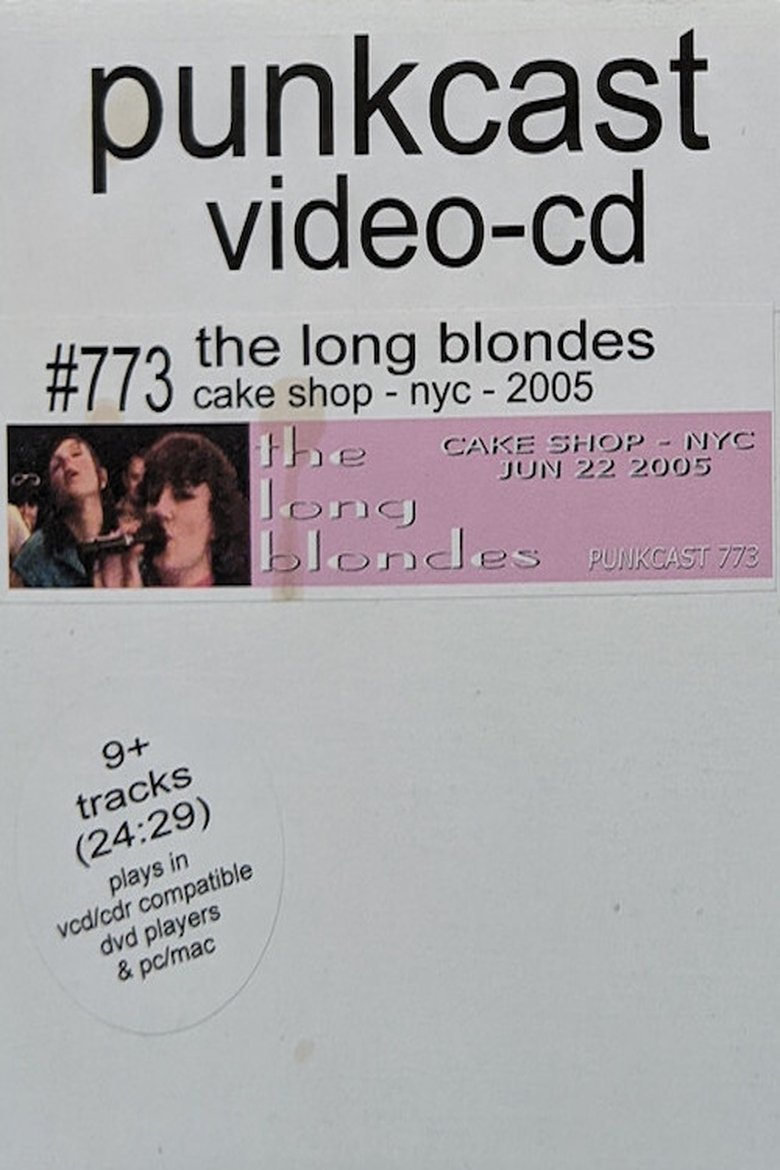 punkcast
video-cd
#773 the long blondes
cake shop - nyc - 2005
the
long
blondes
CAKE SHOP - NYC
JUN 22 2005
PUNKCAST 773
9+
tracks
(24:29)
plays in
vcd/cdr compatible
dvd players
& pc/mac